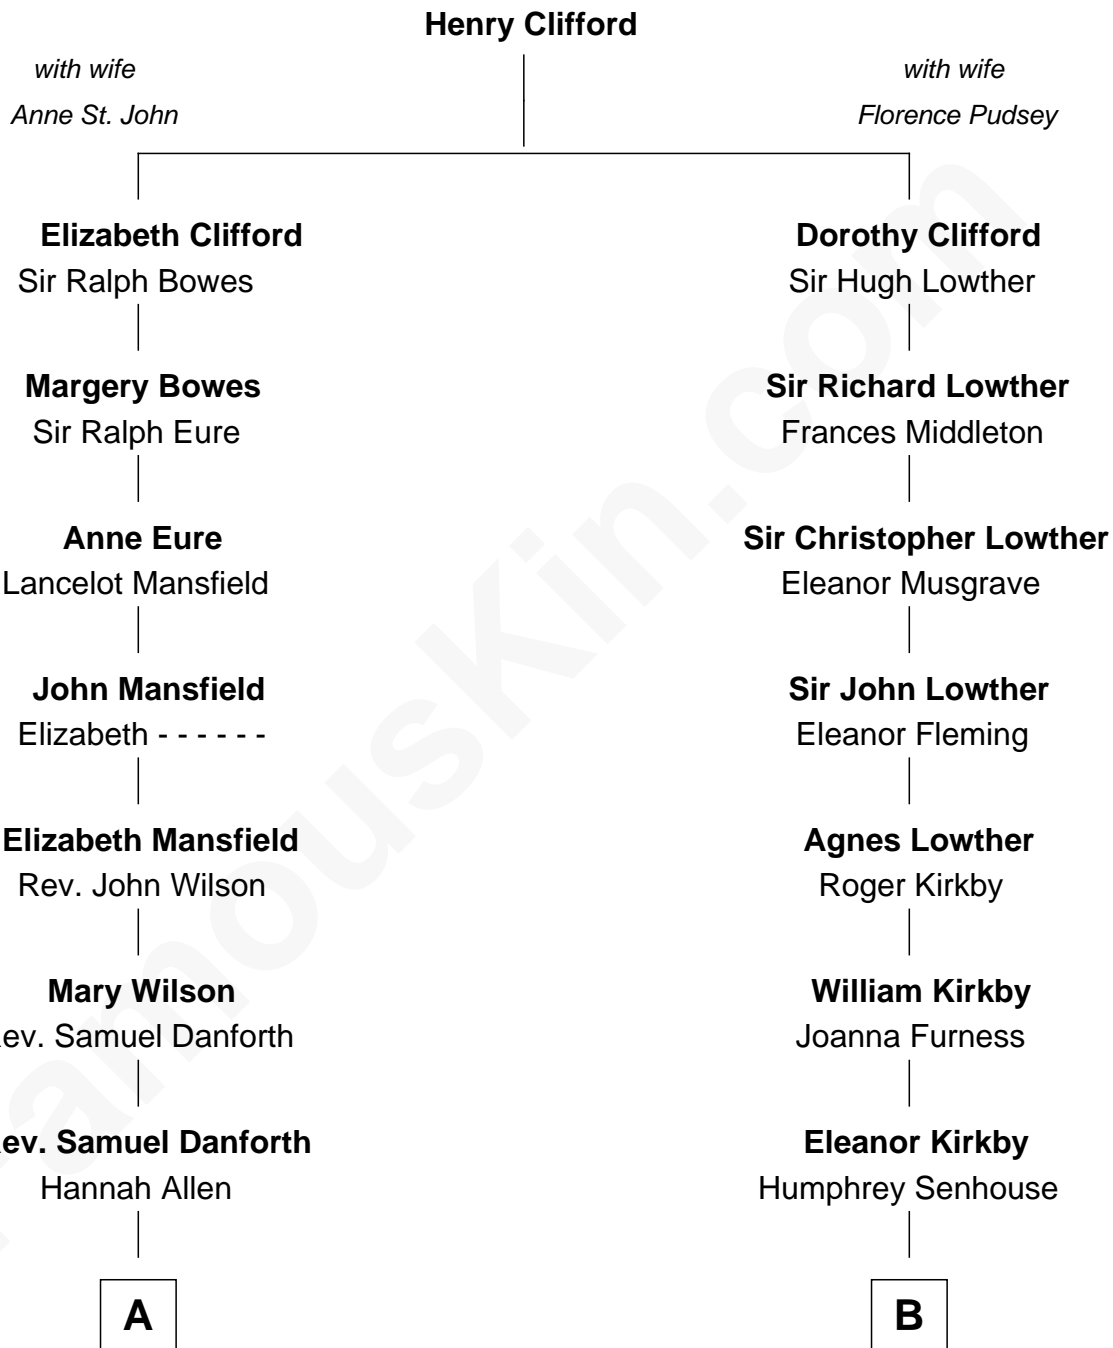 Henry Clifford
with wife
Anne St. John
with wife
Florence Pudsey
Elizabeth Clifford
Sir Ralph Bowes
Dorothy Clifford
Sir Hugh Lowther
Margery Bowes
Sir Ralph Eure
Sir Richard Lowther
Frances Middleton
Anne Eure
Lancelot Mansfield
Sir Christopher Lowther
Eleanor Musgrave
John Mansfield
Elizabeth - - - - - -
Sir John Lowther
Eleanor Fleming
Elizabeth Mansfield
Rev. John Wilson
Agnes Lowther
Roger Kirkby
Mary Wilson
ev. Samuel Danforth
William Kirkby
Joanna Furness
ev. Samuel Danforth
Hannah Allen
Eleanor Kirkby
Humphrey Senhouse
A
B
FamousKin.com